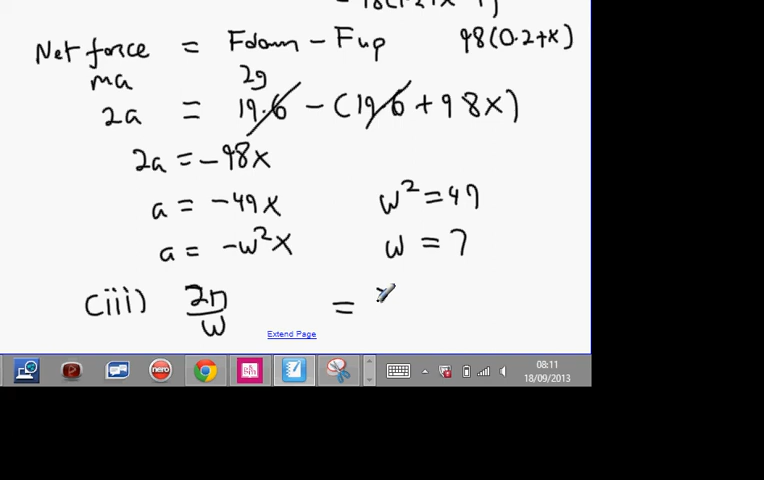 Net force = Fdown - Fup 98(0.2+x)
ma 2g
2a = 19.6 - (19.6 + 98x)
2a = -98x
a = -49x w² = 49
a = -w²x w = 7
(iii) 2π/w =
Extend Page
08:11
18/09/2013